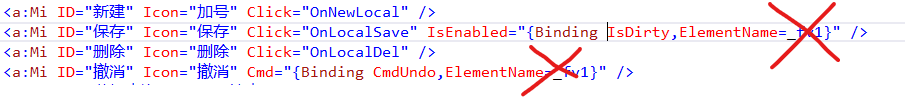 <a:Mi ID="新建" Icon="加号" Click="OnNewLocal" />
<a:Mi ID="保存" Icon="保存" Click="OnLocalSave" IsEnabled="{Binding IsDirty,ElementName=_fv1}" />
<a:Mi ID="删除" Icon="删除" Click="OnLocalDel" />
<a:Mi ID="撤消" Icon="撤消" Cmd="{Binding CmdUndo,ElementName=_fv1}" />